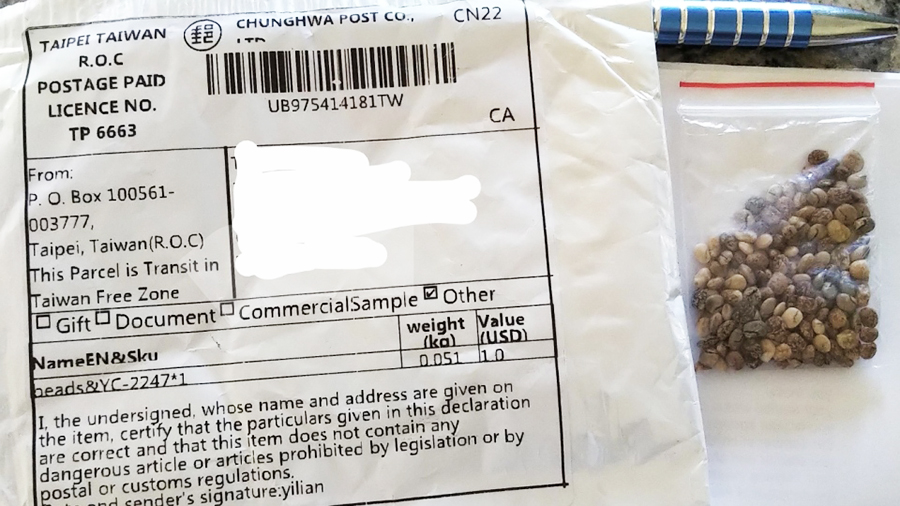 TAIPEI TAIWAN
R.O.C
POSTAGE PAID
LICENCE NO.
TP 6663
CHUNGHWA POST CO.,
LTD
CN22
UB975414181TW
CA
From:
P. O. Box 100561-
003777,
Taipei, Taiwan(R.O.C)
This Parcel is Transit in
Taiwan Free Zone
Gift Document CommercialSample Other
NameEN&Sku
weight
(kg)
Value
(USD)
beads&YC-2247*1
0.051
1.0
I, the undersigned, whose name and address are given on
the item, certify that the particulars given in this declaration
are correct and that this item does not contain any
dangerous article or articles prohibited by legislation or by
postal or customs regulations.
and sender's signature:yilian